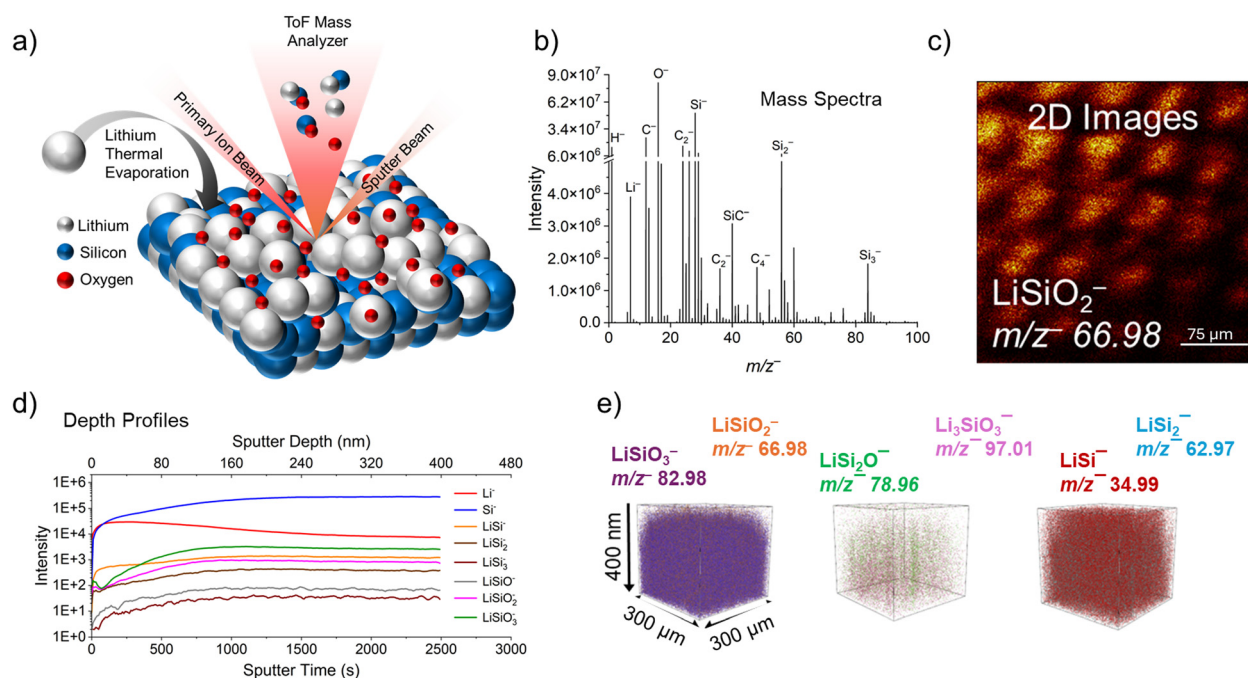 a)
ToF Mass
Analyzer
Primary Ion Beam
Sputter Beam
Lithium
Thermal
Evaporation
Lithium
Silicon
Oxygen
b)
Mass Spectra
9.0×10⁷
8.1×10⁷
7.2×10⁷
6.0×10⁶
4.0×10⁶
3.0×10⁶
2.0×10⁶
1.0×10⁶
0.0
Intensity
H⁻
Li⁻
C⁻
O⁻
C₂⁻
Si⁻
C₂⁻
SiC⁻
C₄⁻
Si₂⁻
Si₃⁻
0 20 40 60 80 100
m/z⁻
c)
2D Images
LiSiO₂⁻
m/z⁻ 66.98
75 µm
d)
Depth Profiles
Sputter Depth (nm)
0 80 160 240 320 400 480
1E+6
1E+5
1E+4
1E+3
1E+2
1E+1
1E+0
Intensity
Li⁻
Si⁻
LiSi⁻
LiSi₂⁻
LiSi₃⁻
LiSiO⁻
LiSiO₂⁻
LiSiO₃⁻
0 500 1000 1500 2000 2500 3000
Sputter Time (s)
e)
LiSiO₂⁻
m/z⁻ 66.98
LiSiO₃⁻
m/z⁻ 82.98
Li₃SiO₃⁻
m/z⁻ 97.01
LiSi₂O⁻
m/z⁻ 78.96
LiSi₂⁻
m/z⁻ 62.97
LiSi⁻
m/z⁻ 34.99
400 nm
300 µm
300 µm